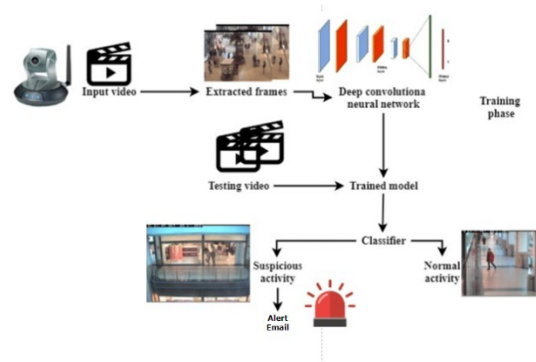 Input video
Extracted frames
Deep convolutiona
neural network
Training
phase
Testing video
Trained model
Classifier
Suspicious
activity
Normal
activity
Alert
Email